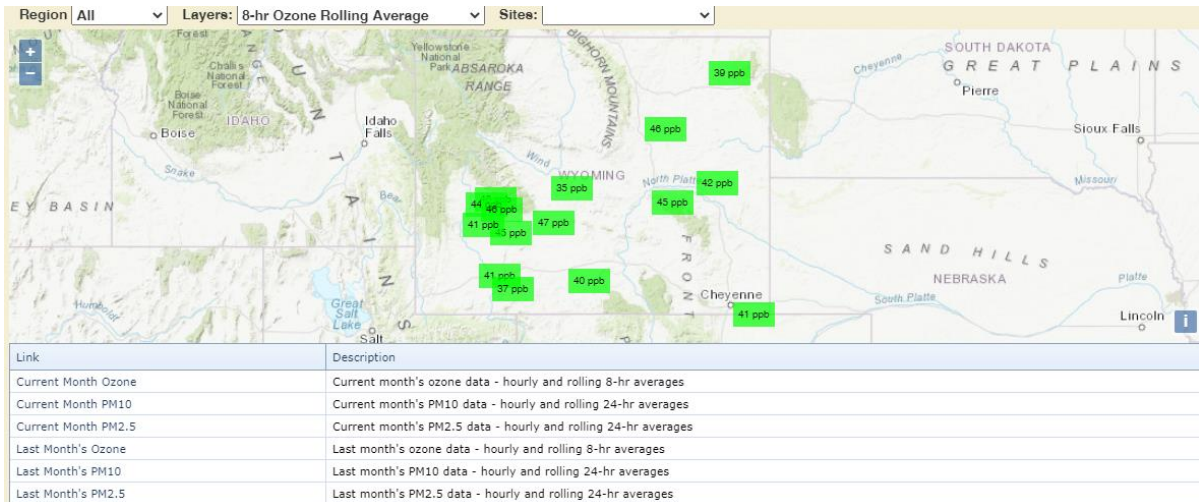 Region All Layers: 8-hr Ozone Rolling Average Sites:
+
−
Forest
Challis
National
Forest
Boise
National
Forest
IDAHO
Boise
Idaho
Falls
Snake
Yellowstone
National
Park
ABSAROKA
RANGE
BIGHORN MOUNTAINS
39 ppb
46 ppb
SOUTH DAKOTA
GREAT PLAINS
Cheyenne
Pierre
Sioux Falls
Missouri
Wind
WYOMING
35 ppb
North Platte
42 ppb
45 ppb
44
46 ppb
41 ppb
45 ppb
47 ppb
EY BASIN
Bear
SAND HILLS
NEBRASKA
Platte
41 ppb
37 ppb
40 ppb
FRONT
Cheyenne
41 ppb
South Platte
Lincoln
i
Humboldt
Great
Salt
Lake
Salt
Link Description
Current Month Ozone Current month's ozone data - hourly and rolling 8-hr averages
Current Month PM10 Current month's PM10 data - hourly and rolling 24-hr averages
Current Month PM2.5 Current month's PM2.5 data - hourly and rolling 24-hr averages
Last Month's Ozone Last month's ozone data - hourly and rolling 8-hr averages
Last Month's PM10 Last month's PM10 data - hourly and rolling 24-hr averages
Last Month's PM2.5 Last month's PM2.5 data - hourly and rolling 24-hr averages